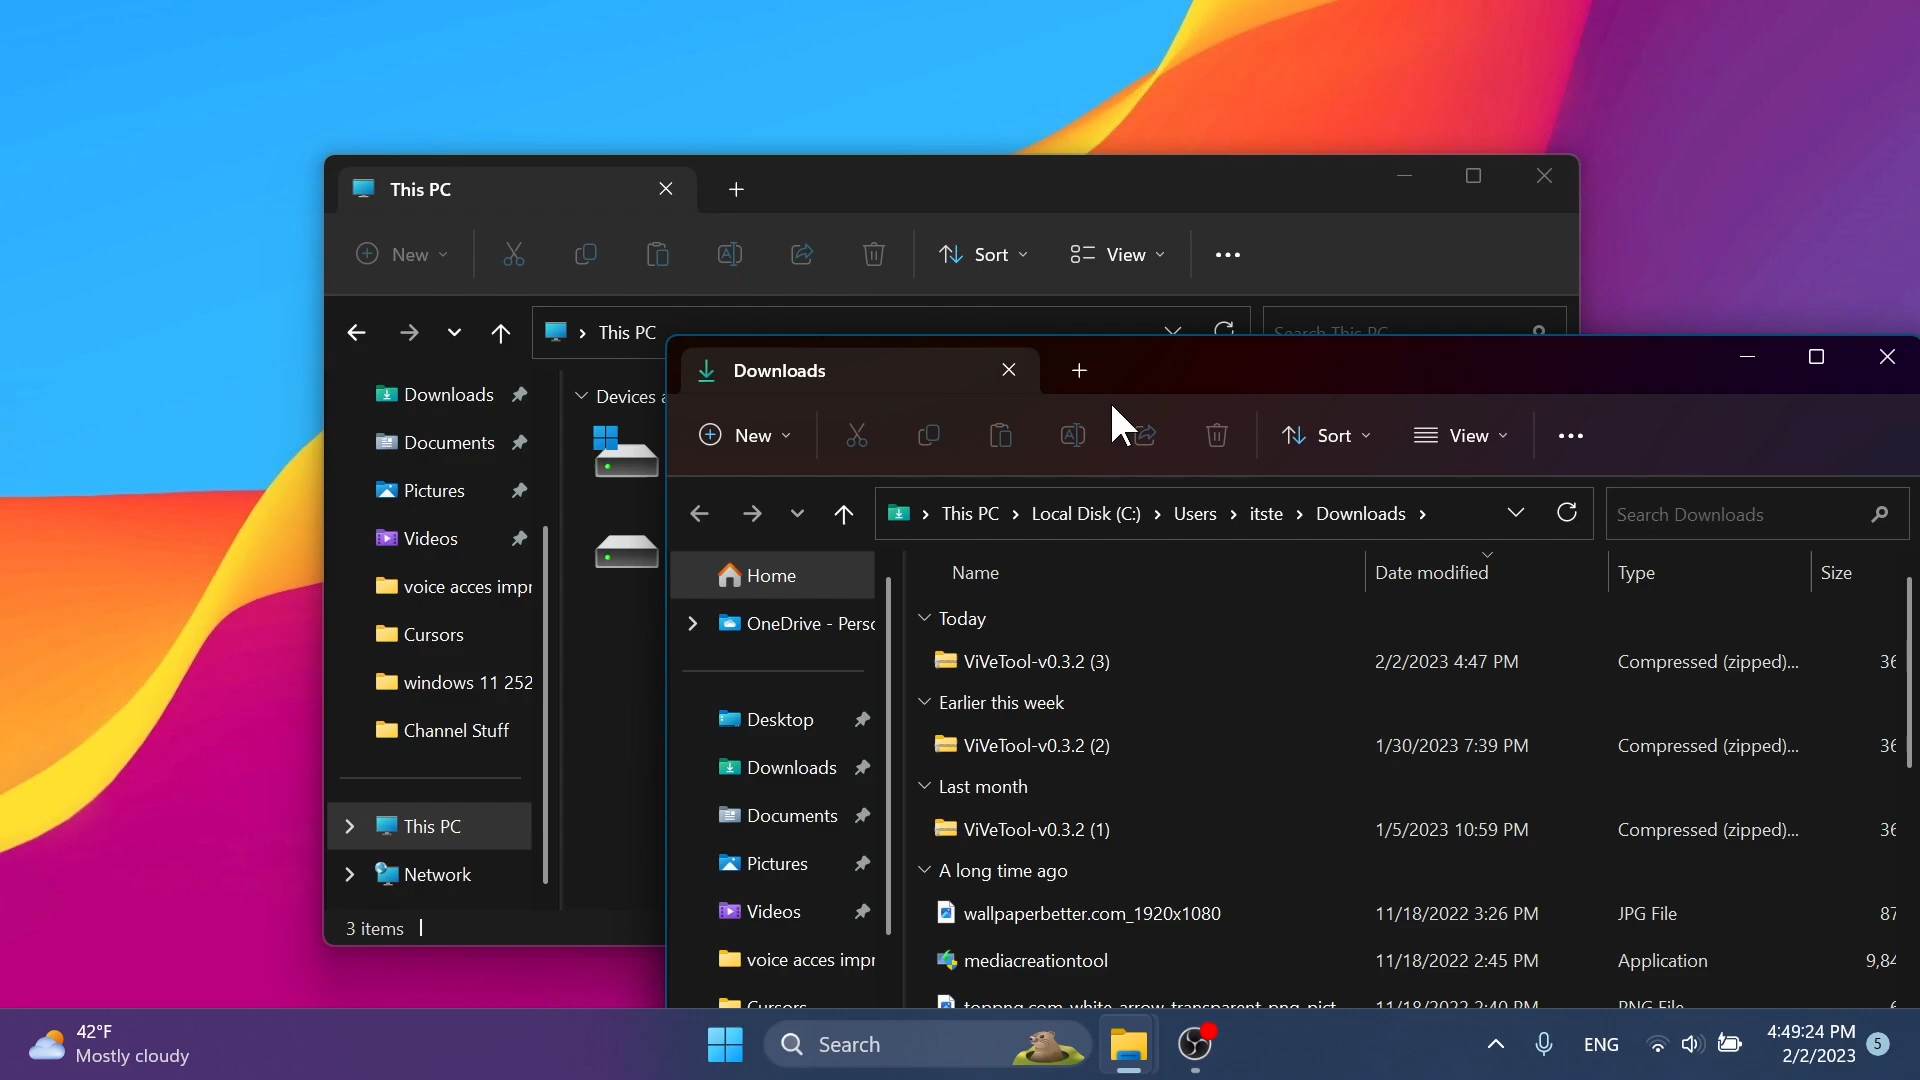 This PC
New
Sort
View
This PC
Search This PC
Downloads
Documents
Pictures
Videos
voice acces impr
Cursors
windows 11 252
Channel Stuff
This PC
Network
3 items
Devices a
Downloads
New
Sort
View
This PC
Local Disk (C:)
Users
itste
Downloads
Search Downloads
Home
OneDrive - Persc
Desktop
Downloads
Documents
Pictures
Videos
voice acces impr
Cursors
Name Date modified Type Size
Today
ViVeTool-v0.3.2 (3) 2/2/2023 4:47 PM Compressed (zipped)... 36
Earlier this week
ViVeTool-v0.3.2 (2) 1/30/2023 7:39 PM Compressed (zipped)... 36
Last month
ViVeTool-v0.3.2 (1) 1/5/2023 10:59 PM Compressed (zipped)... 36
A long time ago
wallpaperbetter.com_1920x1080 11/18/2022 3:26 PM JPG File 87
mediacreationtool 11/18/2022 2:45 PM Application 9,84
toppng.com-white-arrow-transparent-png-pict... 11/18/2022 2:40 PM PNG File
42°F
Mostly cloudy
Search
ENG
4:49:24 PM
2/2/2023
5